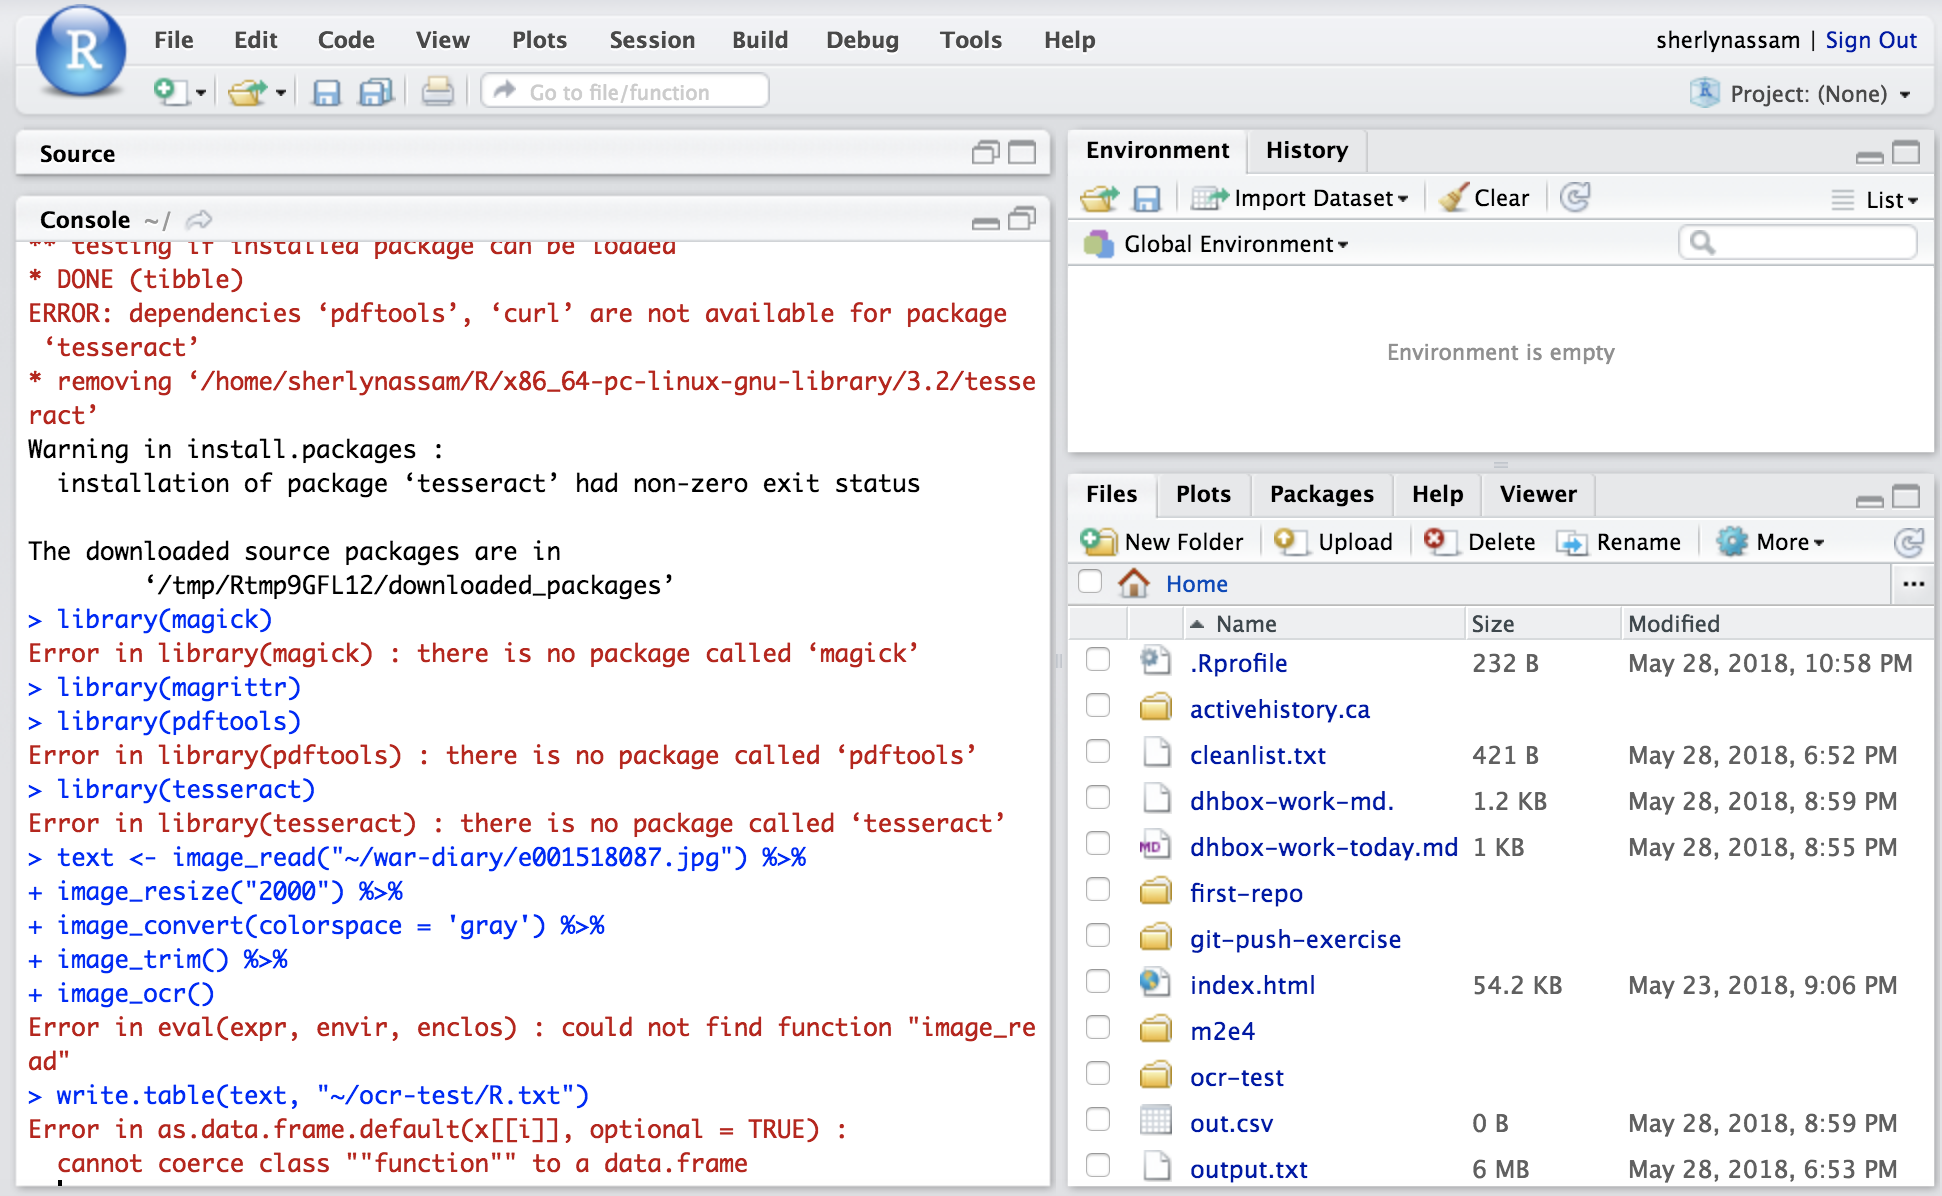 R
File Edit Code View Plots Session Build Debug Tools Help
sherlynassam | Sign Out
Go to file/function
R Project: (None)
Source
Console ~/
** testing if installed package can be loaded
* DONE (tibble)
ERROR: dependencies ‘pdftools’, ‘curl’ are not available for package
‘tesseract’
* removing ‘/home/sherlynassam/R/x86_64-pc-linux-gnu-library/3.2/tesse
ract’
Warning in install.packages :
installation of package ‘tesseract’ had non-zero exit status
The downloaded source packages are in
‘/tmp/Rtmp9GFL12/downloaded_packages’
> library(magick)
Error in library(magick) : there is no package called ‘magick’
> library(magrittr)
> library(pdftools)
Error in library(pdftools) : there is no package called ‘pdftools’
> library(tesseract)
Error in library(tesseract) : there is no package called ‘tesseract’
> text <- image_read("~/war-diary/e001518087.jpg") %>%
+ image_resize("2000") %>%
+ image_convert(colorspace = 'gray') %>%
+ image_trim() %>%
+ image_ocr()
Error in eval(expr, envir, enclos) : could not find function "image_re
ad"
> write.table(text, "~/ocr-test/R.txt")
Error in as.data.frame.default(x[[i]], optional = TRUE) :
cannot coerce class ""function"" to a data.frame
Environment History
Import Dataset Clear List
Global Environment
Environment is empty
Files Plots Packages Help Viewer
New Folder Upload Delete Rename More
Home ...
Name Size Modified
.Rprofile 232 B May 28, 2018, 10:58 PM
activehistory.ca
cleanlist.txt 421 B May 28, 2018, 6:52 PM
dhbox-work-md. 1.2 KB May 28, 2018, 8:59 PM
MD dhbox-work-today.md 1 KB May 28, 2018, 8:55 PM
first-repo
git-push-exercise
index.html 54.2 KB May 23, 2018, 9:06 PM
m2e4
ocr-test
out.csv 0 B May 28, 2018, 8:59 PM
output.txt 6 MB May 28, 2018, 6:53 PM